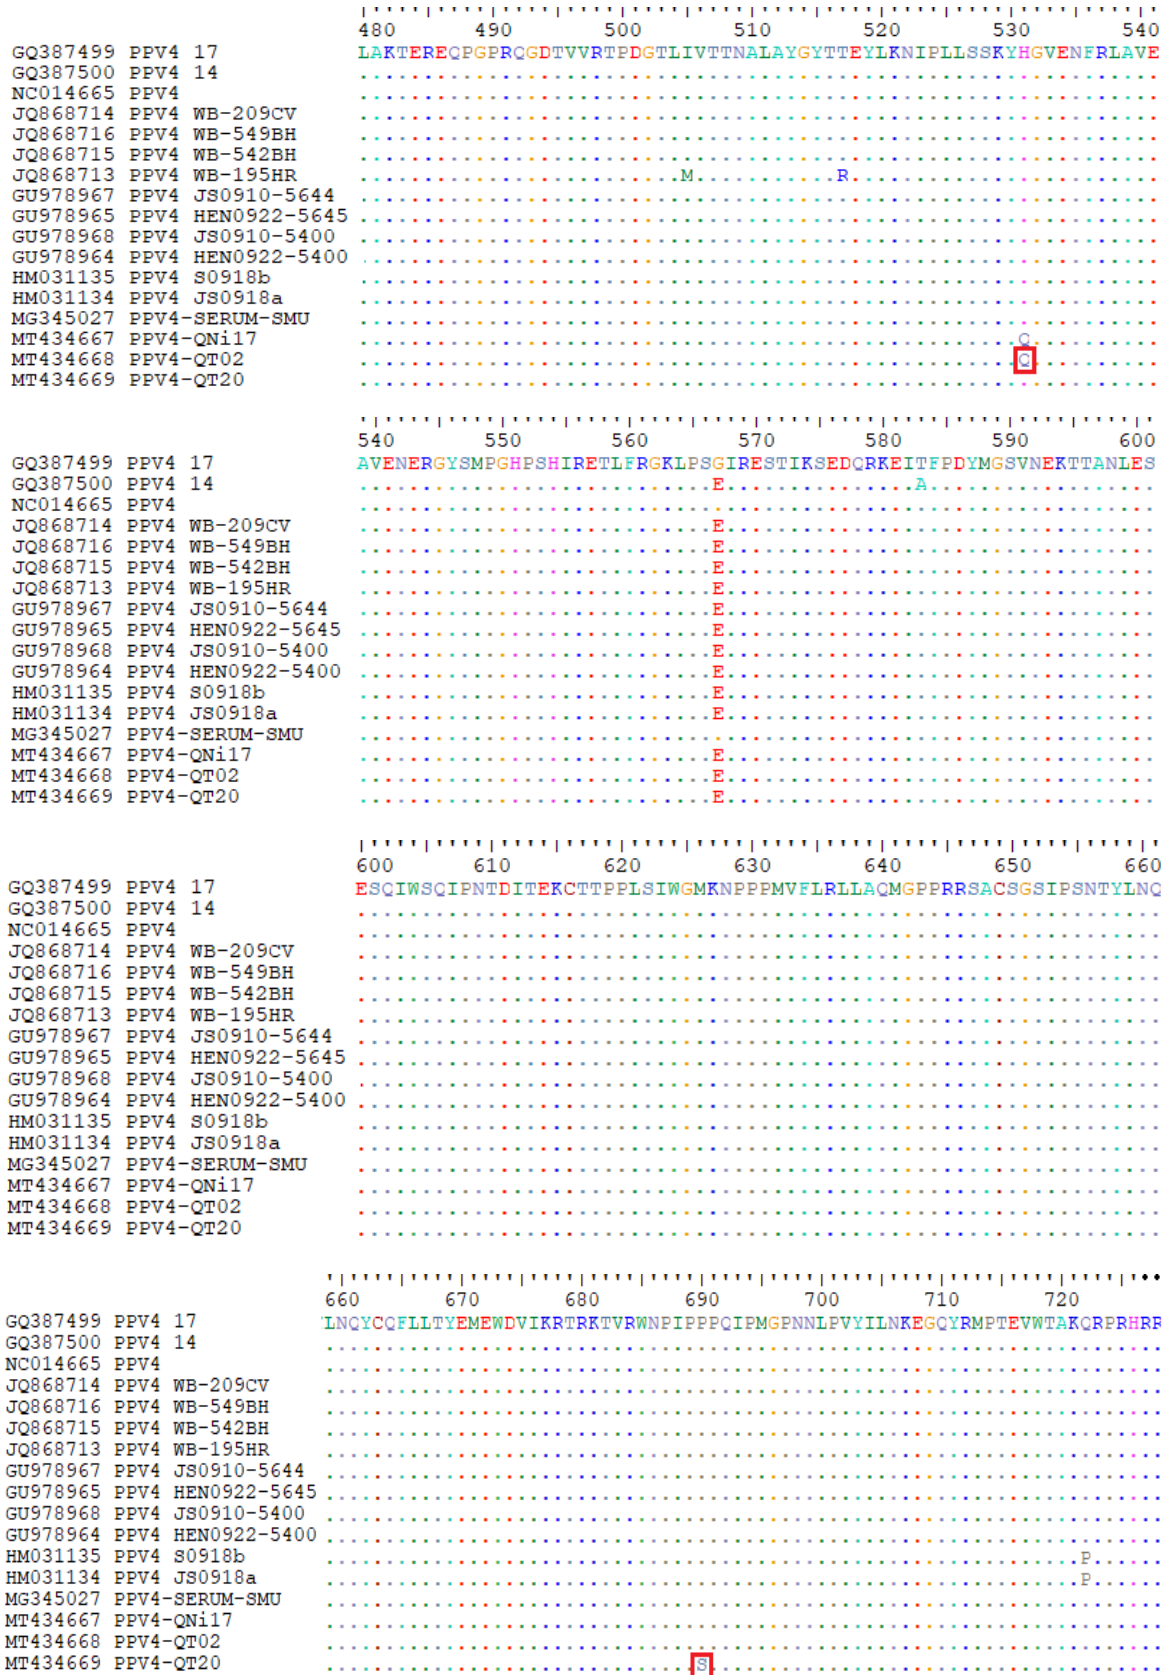 480 490 500 510 520 530 540
GQ387499 PPV4 17 LAKTEREQPGPRQGDTVVRTPDGTLIVTTNALAYGYTTEYLKNIPLLSSKYHGVENFRLAVE
GQ387500 PPV4 14
NC014665 PPV4
JQ868714 PPV4 WB-209CV
JQ868716 PPV4 WB-549BH
JQ868715 PPV4 WB-542BH
JQ868713 PPV4 WB-195HR M R
GU978967 PPV4 JS0910-5644
GU978965 PPV4 HEN0922-5645
GU978968 PPV4 JS0910-5400
GU978964 PPV4 HEN0922-5400
HM031135 PPV4 S0918b
HM031134 PPV4 JS0918a
MG345027 PPV4-SERUM-SMU
MT434667 PPV4-QNi17 Q
MT434668 PPV4-QT02 Q
MT434669 PPV4-QT20
540 550 560 570 580 590 600
GQ387499 PPV4 17 AVENERGYSMPGHPSHIRETLFRGKLPSGIRESTIKSEDQRKEITFPDYMGSVNEKTTANLES
GQ387500 PPV4 14 E A
NC014665 PPV4
JQ868714 PPV4 WB-209CV E
JQ868716 PPV4 WB-549BH E
JQ868715 PPV4 WB-542BH E
JQ868713 PPV4 WB-195HR E
GU978967 PPV4 JS0910-5644 E
GU978965 PPV4 HEN0922-5645 E
GU978968 PPV4 JS0910-5400 E
GU978964 PPV4 HEN0922-5400 E
HM031135 PPV4 S0918b E
HM031134 PPV4 JS0918a E
MG345027 PPV4-SERUM-SMU
MT434667 PPV4-QNi17 E
MT434668 PPV4-QT02 E
MT434669 PPV4-QT20 E
600 610 620 630 640 650 660
GQ387499 PPV4 17 ESQIWSQIPNTDITEKCTTPPLSIWGMKNPPPMVFLRLLAQMGPPRRSACSGSIPSNTYLNQ
GQ387500 PPV4 14
NC014665 PPV4
JQ868714 PPV4 WB-209CV
JQ868716 PPV4 WB-549BH
JQ868715 PPV4 WB-542BH
JQ868713 PPV4 WB-195HR
GU978967 PPV4 JS0910-5644
GU978965 PPV4 HEN0922-5645
GU978968 PPV4 JS0910-5400
GU978964 PPV4 HEN0922-5400
HM031135 PPV4 S0918b
HM031134 PPV4 JS0918a
MG345027 PPV4-SERUM-SMU
MT434667 PPV4-QNi17
MT434668 PPV4-QT02
MT434669 PPV4-QT20
660 670 680 690 700 710 720
GQ387499 PPV4 17 LNQYCQFLLTYEMEWDVIKRTRKTVRWNPIPPPQIPMGPNNLPVYILNKEGQYRMPTEVWTAKQRPRHRR
GQ387500 PPV4 14
NC014665 PPV4
JQ868714 PPV4 WB-209CV
JQ868716 PPV4 WB-549BH
JQ868715 PPV4 WB-542BH
JQ868713 PPV4 WB-195HR
GU978967 PPV4 JS0910-5644
GU978965 PPV4 HEN0922-5645
GU978968 PPV4 JS0910-5400
GU978964 PPV4 HEN0922-5400
HM031135 PPV4 S0918b P
HM031134 PPV4 JS0918a P
MG345027 PPV4-SERUM-SMU
MT434667 PPV4-QNi17
MT434668 PPV4-QT02
MT434669 PPV4-QT20 S